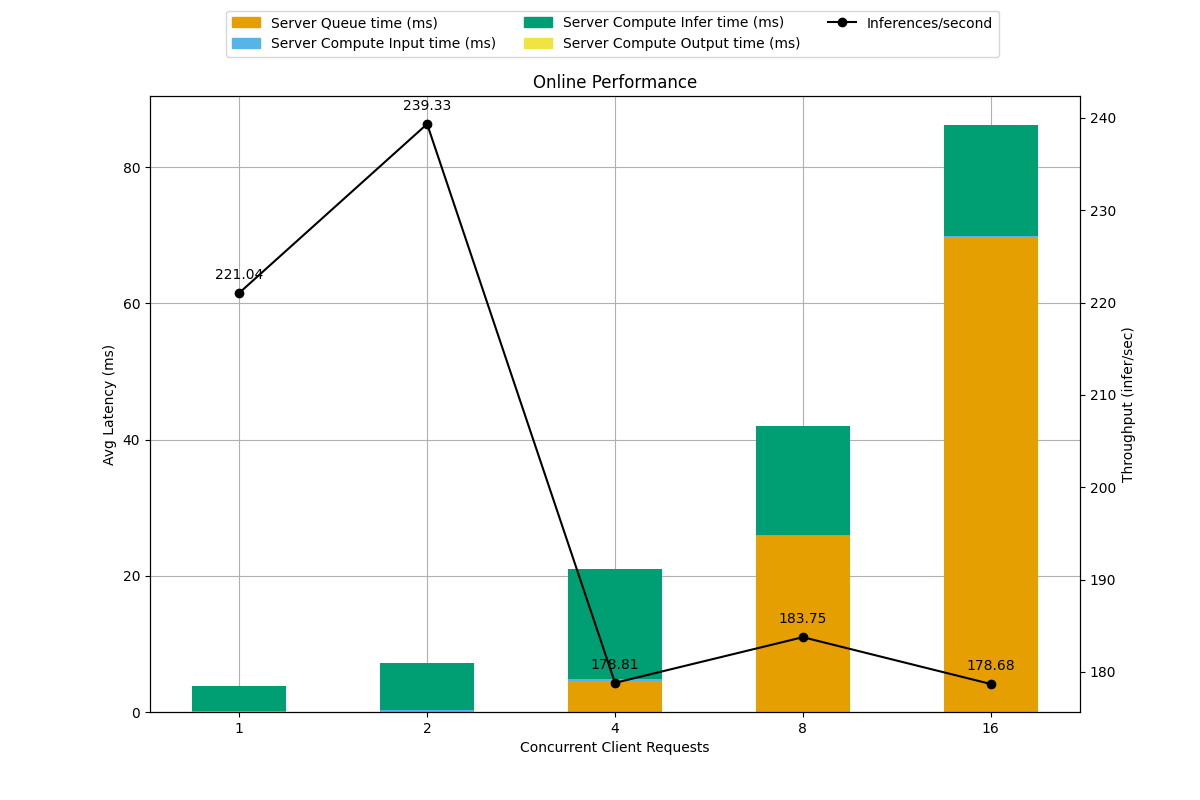 Server Queue time (ms)
Server Compute Input time (ms)
Server Compute Infer time (ms)
Server Compute Output time (ms)
Inferences/second
Online Performance
239.33
221.04
178.81
183.75
178.68
80
60
40
20
0
Avg Latency (ms)
240
230
220
210
200
190
180
Throughput (infer/sec)
1 2 4 8 16
Concurrent Client Requests